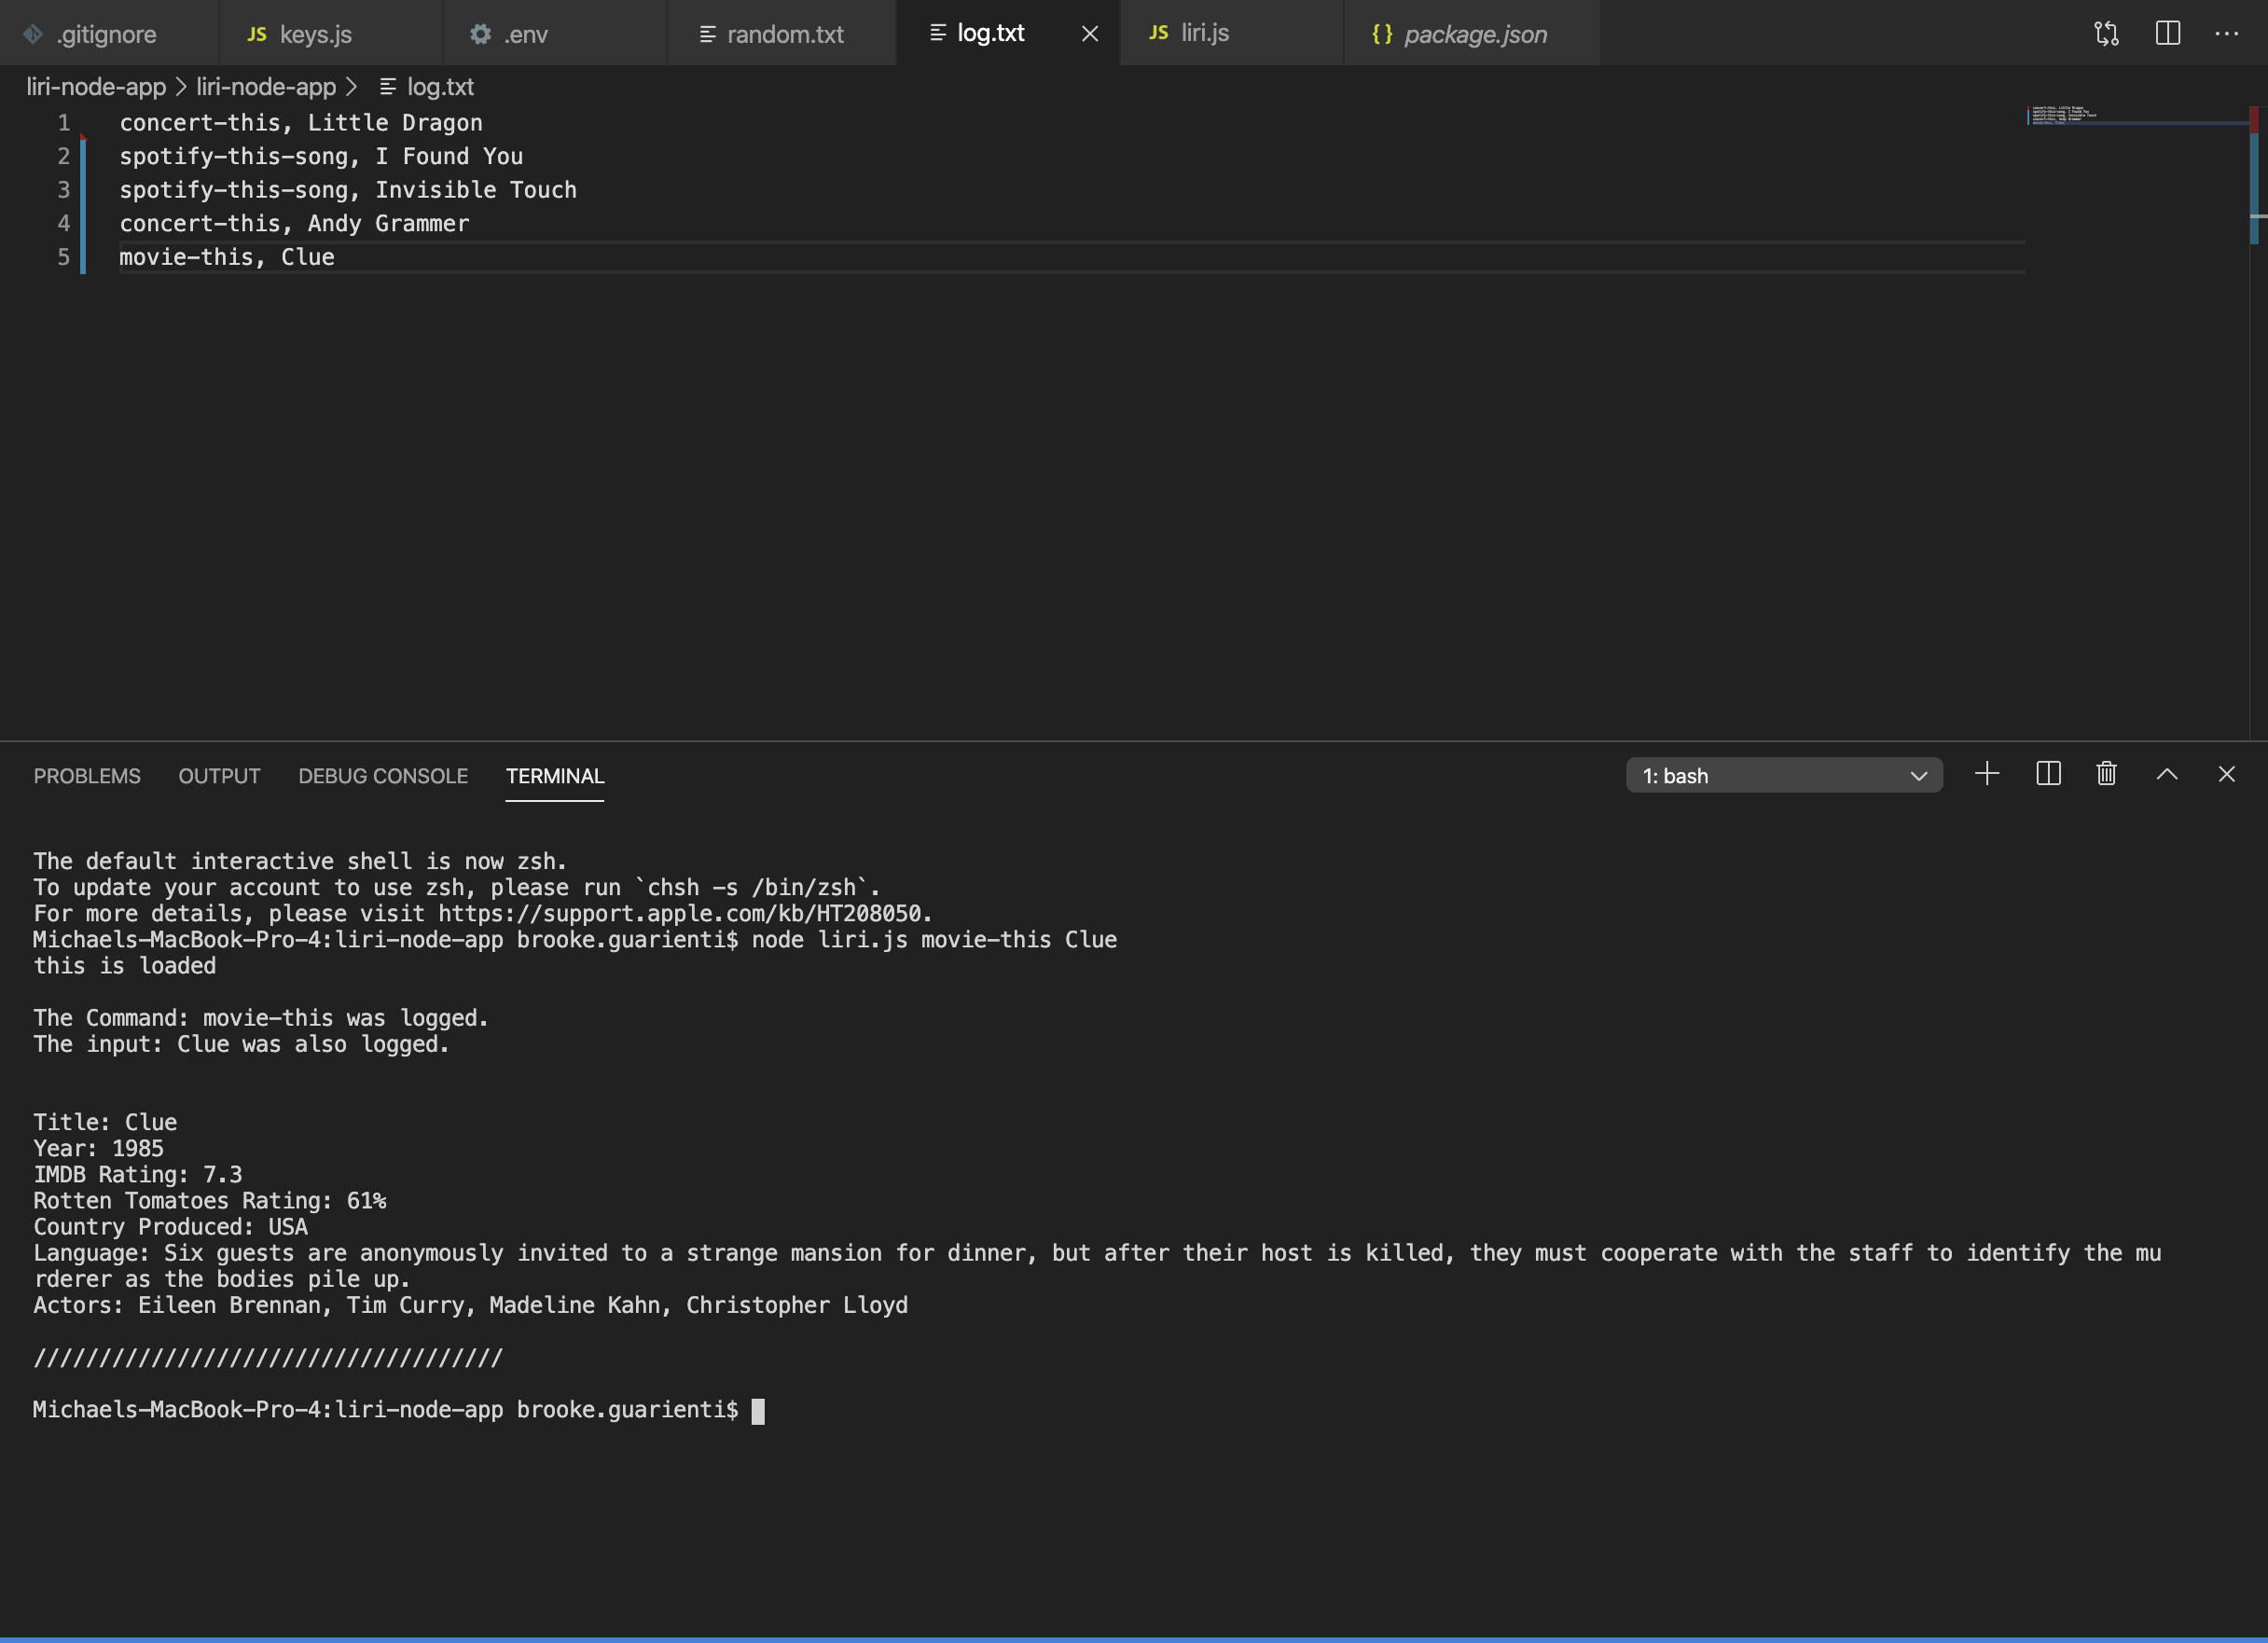 .gitignore JS keys.js .env random.txt log.txt JS liri.js {} package.json
liri-node-app > liri-node-app > log.txt
1 concert-this, Little Dragon
2 spotify-this-song, I Found You
3 spotify-this-song, Invisible Touch
4 concert-this, Andy Grammer
5 movie-this, Clue
PROBLEMS OUTPUT DEBUG CONSOLE TERMINAL 1: bash
The default interactive shell is now zsh.
To update your account to use zsh, please run `chsh -s /bin/zsh`.
For more details, please visit https://support.apple.com/kb/HT208050.
Michaels-MacBook-Pro-4:liri-node-app brooke.guarienti$ node liri.js movie-this Clue
this is loaded
The Command: movie-this was logged.
The input: Clue was also logged.
Title: Clue
Year: 1985
IMDB Rating: 7.3
Rotten Tomatoes Rating: 61%
Country Produced: USA
Language: Six guests are anonymously invited to a strange mansion for dinner, but after their host is killed, they must cooperate with the staff to identify the mu
rderer as the bodies pile up.
Actors: Eileen Brennan, Tim Curry, Madeline Kahn, Christopher Lloyd
////////////////////////////////////
Michaels-MacBook-Pro-4:liri-node-app brooke.guarienti$